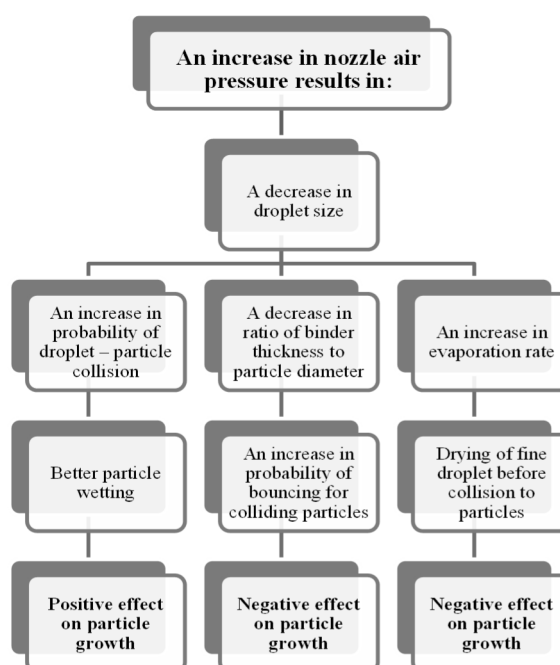 An increase in nozzle air
pressure results in:
A decrease in
droplet size
An increase in
probability of
droplet – particle
collision
A decrease in
ratio of binder
thickness to
particle diameter
An increase in
evaporation rate
Better particle
wetting
An increase in
probability of
bouncing for
colliding particles
Drying of fine
droplet before
collision to
particles
Positive effect
on particle
growth
Negative effect
on particle
growth
Negative effect
on particle
growth